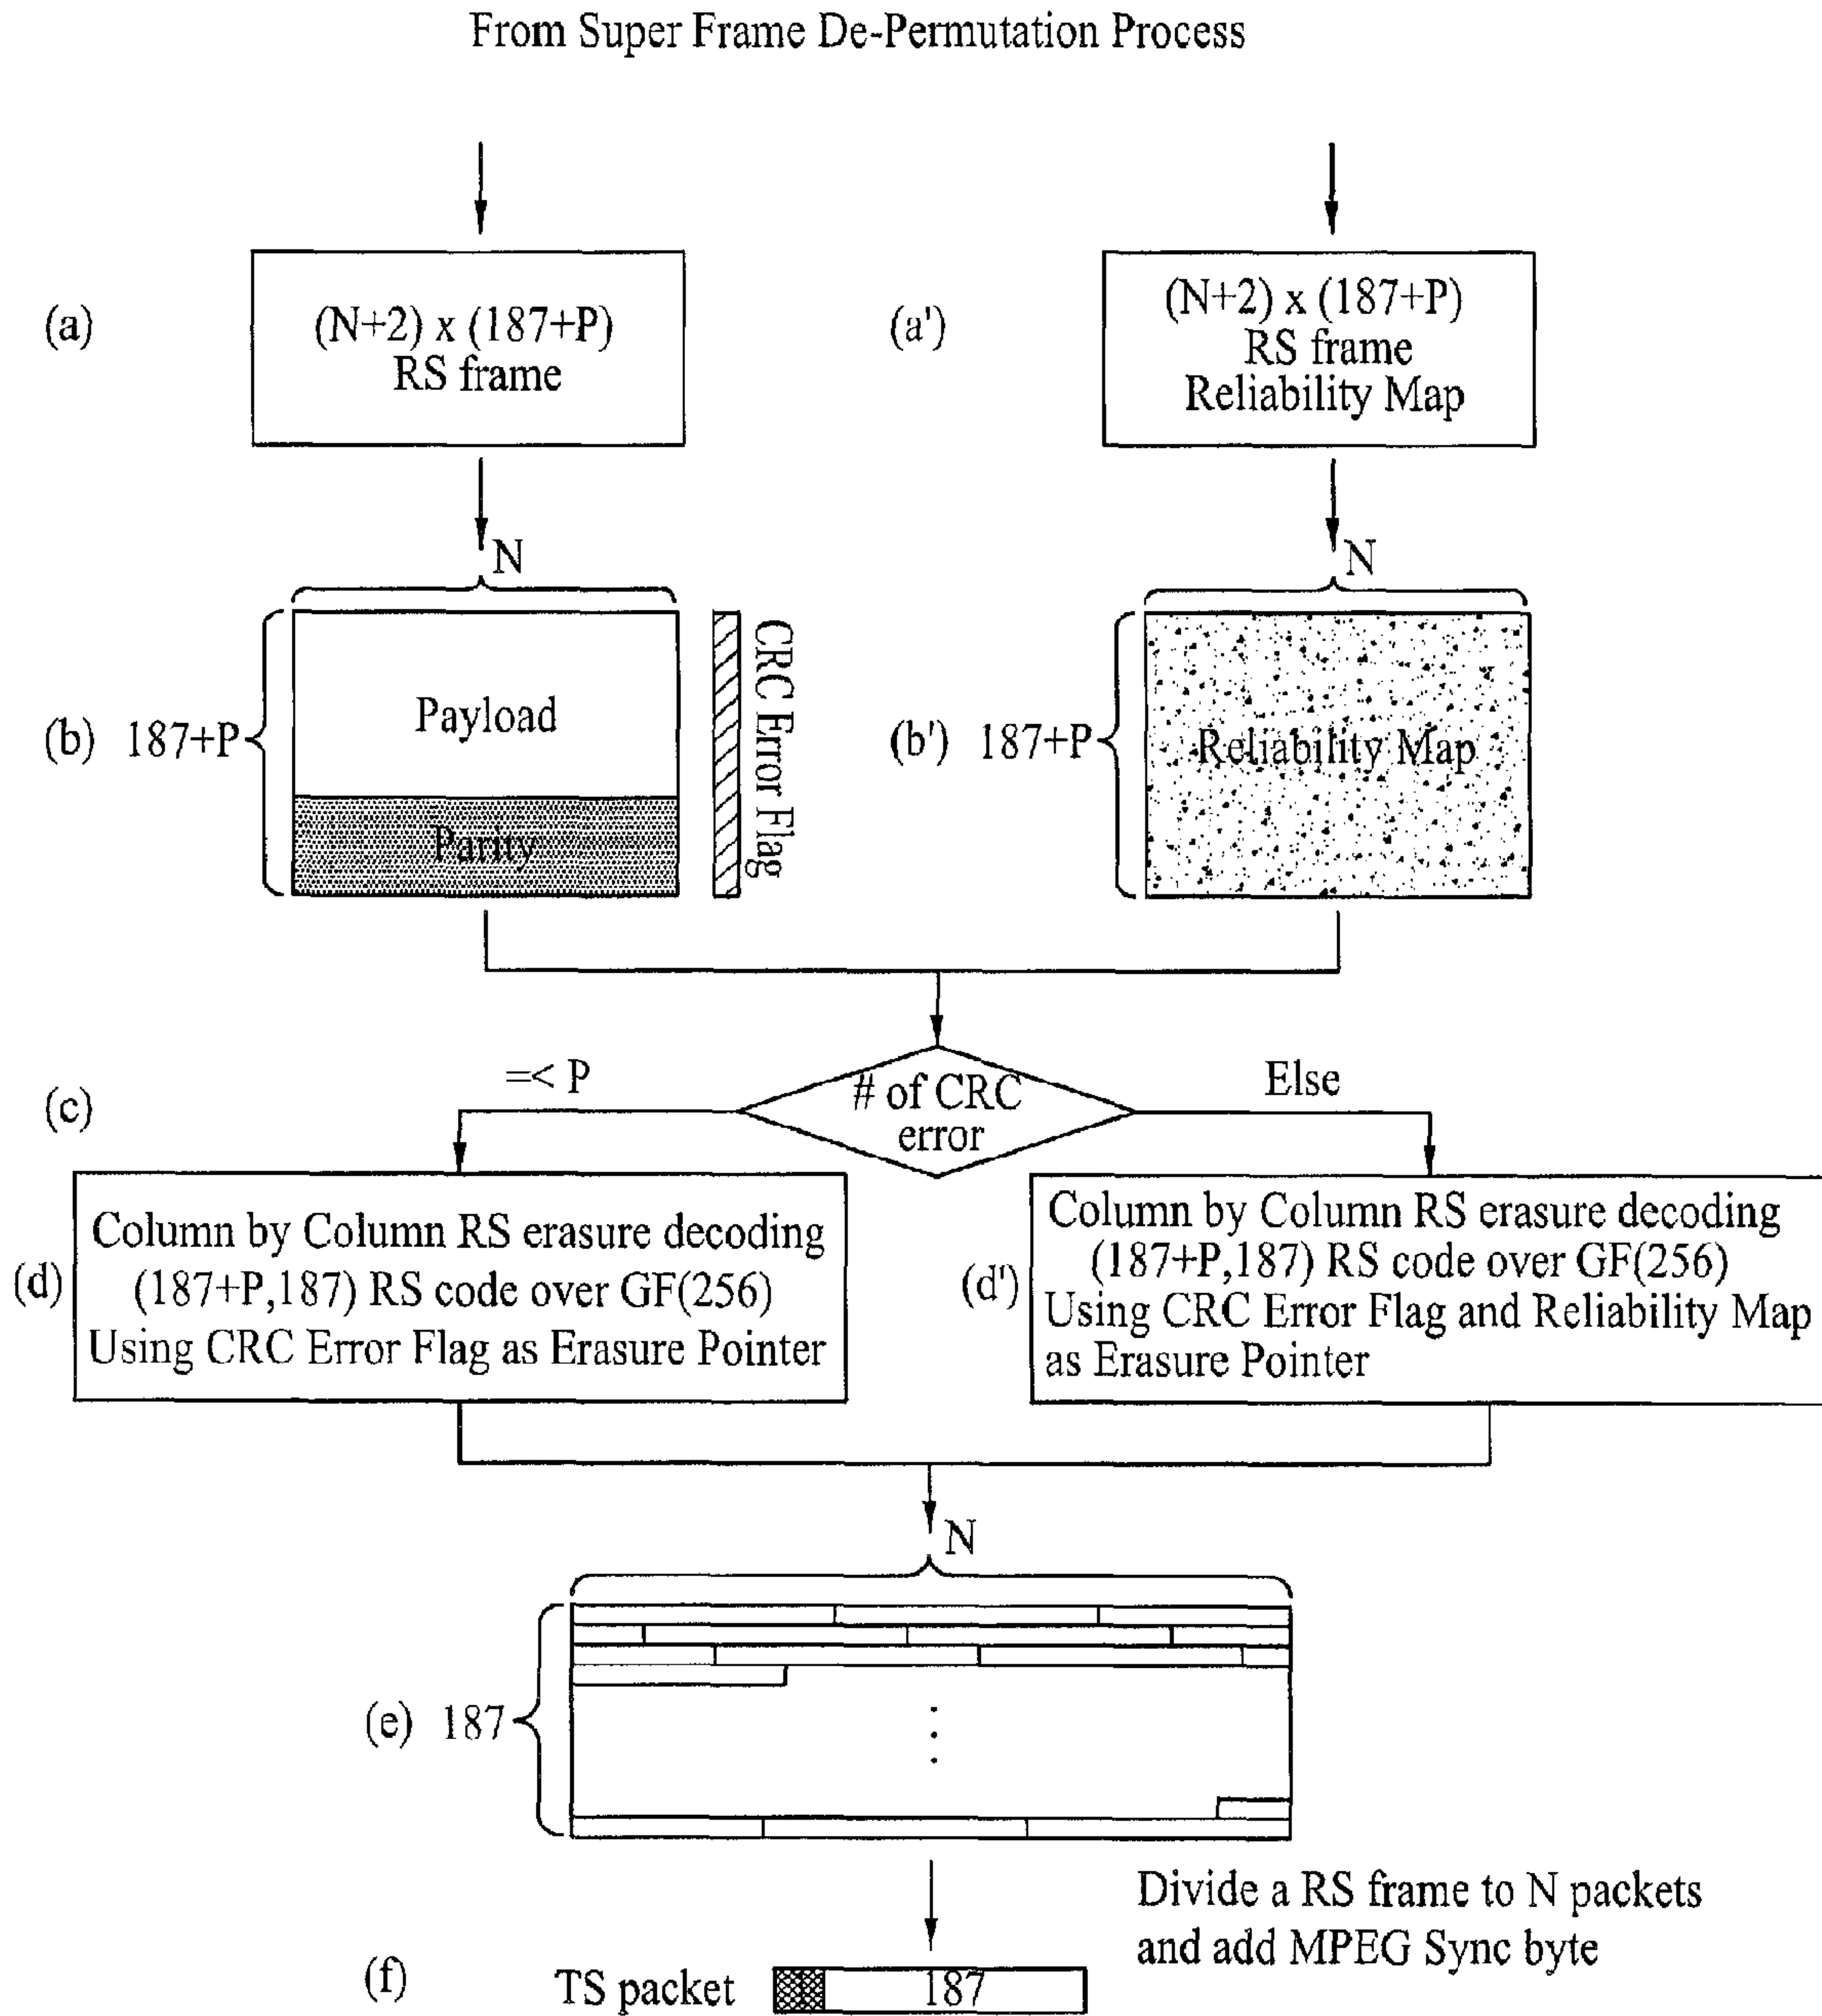 From Super Frame De-Permutation Process
(a)
(N+2) x (187+P)
RS frame
(a')
(N+2) x (187+P)
RS frame
Reliability Map
N
N
(b)
187+P
Payload
Parity
CRC Error Flag
(b')
187+P
Reliability Map
(c)
=< P
# of CRC
error
Else
(d)
Column by Column RS erasure decoding
(187+P,187) RS code over GF(256)
Using CRC Error Flag as Erasure Pointer
(d')
Column by Column RS erasure decoding
(187+P,187) RS code over GF(256)
Using CRC Error Flag and Reliability Map
as Erasure Pointer
N
(e)
187
Divide a RS frame to N packets
and add MPEG Sync byte
(f)
TS packet
1
187